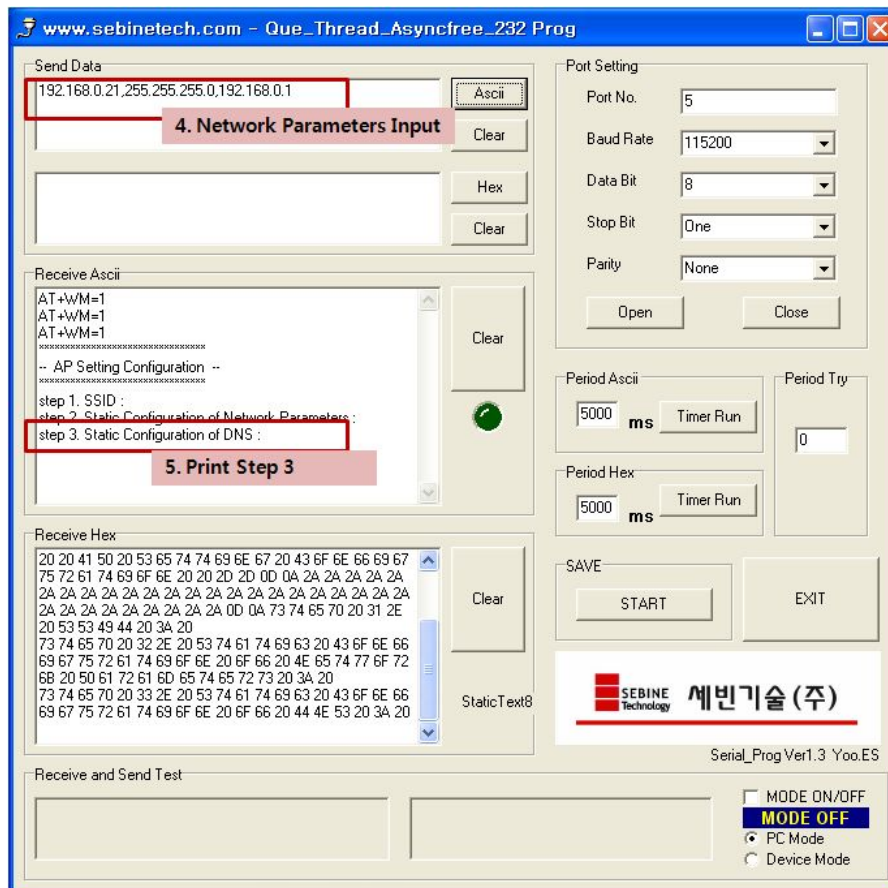 www.sebinetech.com - Que_Thread_Asyncfree_232 Prog
Send Data
192.168.0.21,255.255.255.0,192.168.0.1
4. Network Parameters Input
Ascii
Clear
Hex
Clear
Receive Ascii
AT+WM=1
AT+WM=1
AT+WM=1
********************************
-- AP Setting Configuration --
********************************
step 1. SSID :
step 2. Static Configuration of Network Parameters :
step 3. Static Configuration of DNS :
5. Print Step 3
Clear
Receive Hex
20 20 41 50 20 53 65 74 74 69 6E 67 20 43 6F 6E 66 69 67
75 72 61 74 69 6F 6E 20 20 2D 2D 0D 0A 2A 2A 2A 2A 2A
2A 2A 2A 2A 2A 2A 2A 2A 2A 2A 2A 2A 2A 2A 2A 2A 2A
2A 2A 2A 2A 2A 2A 2A 2A 2A 0D 0A 73 74 65 70 20 31 2E
20 53 53 49 44 20 3A 20
73 74 65 70 20 32 2E 20 53 74 61 74 69 63 20 43 6F 6E 66
69 67 75 72 61 74 69 6F 6E 20 6F 66 20 4E 65 74 77 6F 72
6B 20 50 61 72 61 6D 65 74 65 72 73 20 3A 20
73 74 65 70 20 33 2E 20 53 74 61 74 69 63 20 43 6F 6E 66
69 67 75 72 61 74 69 6F 6E 20 6F 66 20 44 4E 53 20 3A 20
Clear
StaticText8
Port Setting
Port No.
5
Baud Rate
115200
Data Bit
8
Stop Bit
One
Parity
None
Open
Close
Period Ascii
5000
ms
Timer Run
Period Try
0
Period Hex
5000
ms
Timer Run
SAVE
START
EXIT
SEBINE
Technology
세빈기술(주)
Serial_Prog Ver1.3 Yoo.ES
Receive and Send Test
MODE ON/OFF
MODE OFF
PC Mode
Device Mode